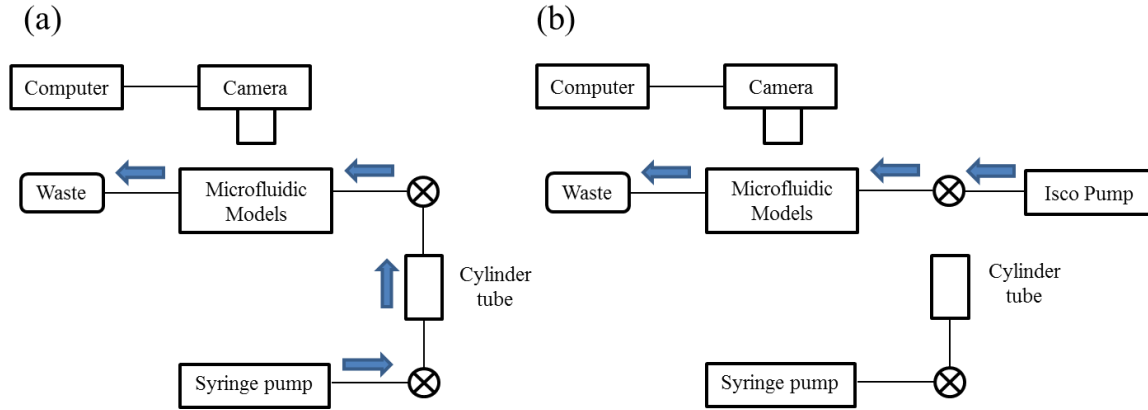 (a)
Computer
Camera
Waste
Microfluidic
Models
Cylinder
tube
Syringe pump
(b)
Computer
Camera
Waste
Microfluidic
Models
Isco Pump
Cylinder
tube
Syringe pump